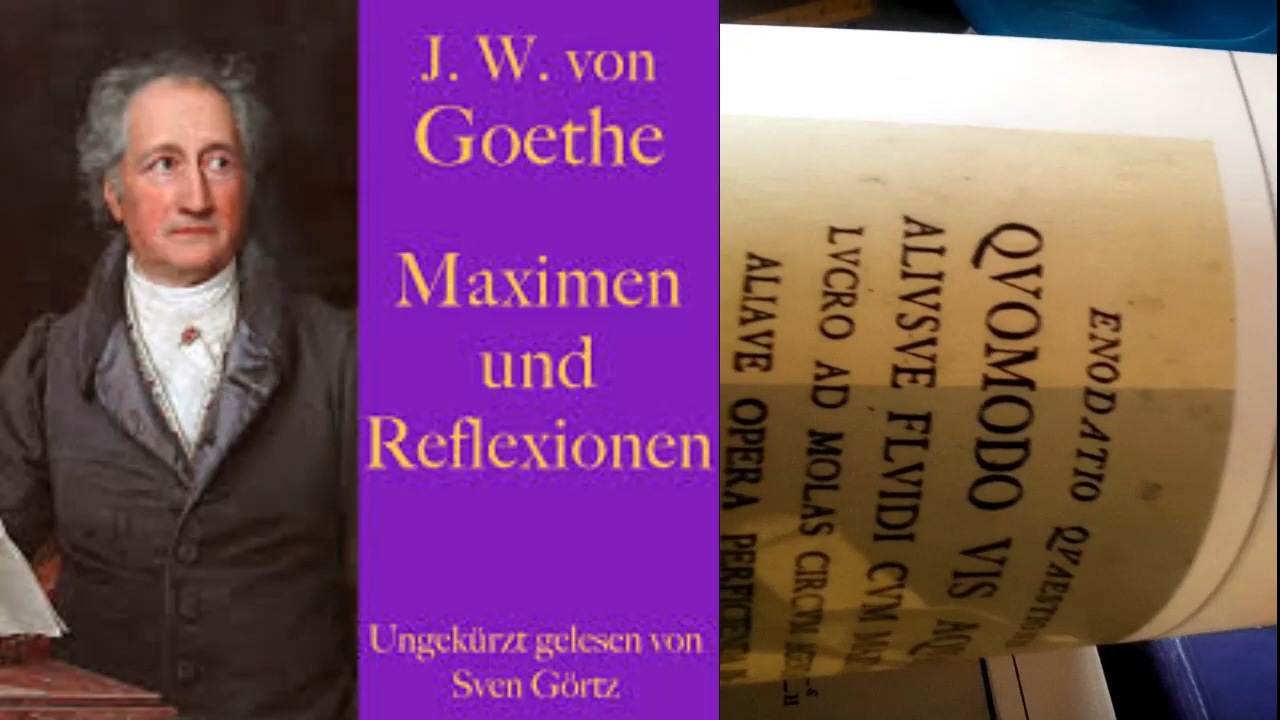 J. W. von
Goethe
Maximen
und
Reflexionen
Ungekürzt gelesen von
Sven Görtz
ENODATIO
QVOMODO VIS
ALIVSVE FLVIDI CVM
LVCRO AD MOLAS CIRCVM
ALIAVE OPERA